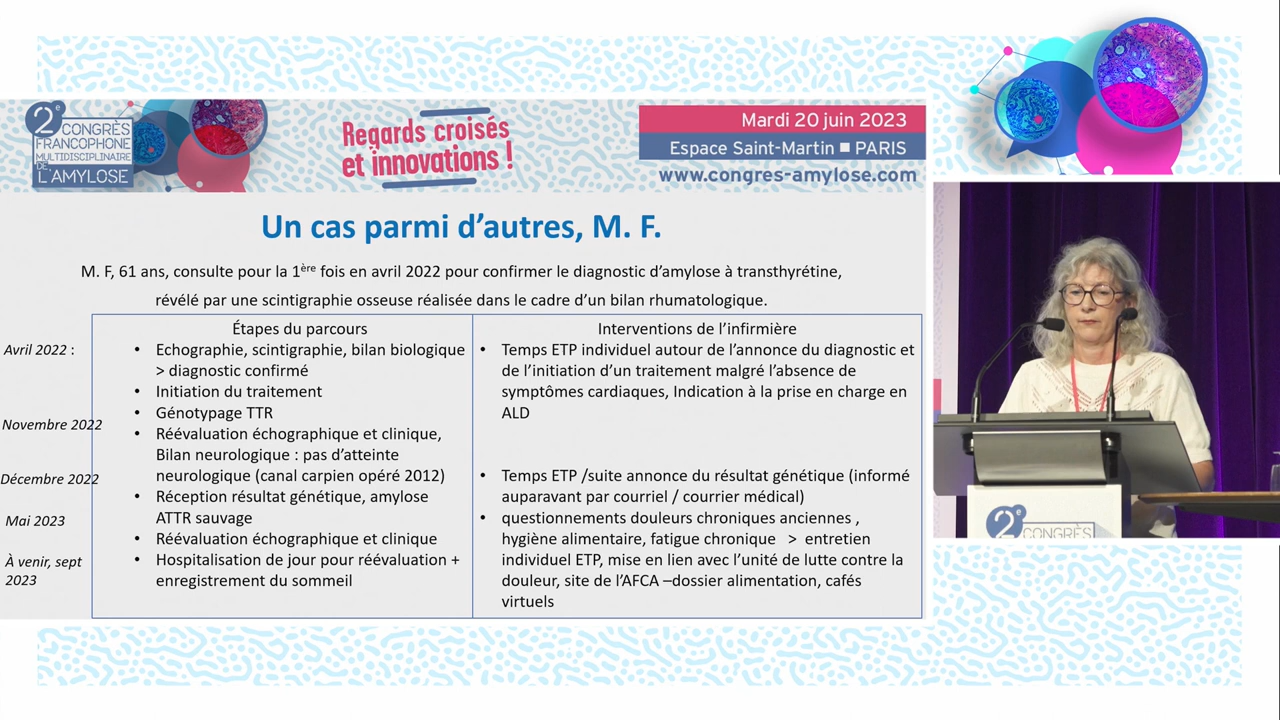 2e CONGRÈS
FRANCOPHONE
MULTIDISCIPLINAIRE
DE
L'AMYLOSE
Regards croisés
et innovations !
Mardi 20 juin 2023
Espace Saint-Martin ■ PARIS
www.congres-amylose.com
Un cas parmi d'autres, M. F.
M. F, 61 ans, consulte pour la 1ère fois en avril 2022 pour confirmer le diagnostic d'amylose à transthyrétine,
révélé par une scintigraphie osseuse réalisée dans le cadre d'un bilan rhumatologique.
Étapes du parcours
Avril 2022 :
• Echographie, scintigraphie, bilan biologique
> diagnostic confirmé
• Initiation du traitement
• Génotypage TTR
Novembre 2022
• Réévaluation échographique et clinique,
Bilan neurologique : pas d'atteinte
neurologique (canal carpien opéré 2012)
Décembre 2022
• Réception résultat génétique, amylose
ATTR sauvage
Mai 2023
• Réévaluation échographique et clinique
À venir, sept
2023
• Hospitalisation de jour pour réévaluation +
enregistrement du sommeil
Interventions de l'infirmière
• Temps ETP individuel autour de l'annonce du diagnostic et
de l'initiation d'un traitement malgré l'absence de
symptômes cardiaques, Indication à la prise en charge en
ALD
• Temps ETP /suite annonce du résultat génétique (informé
auparavant par courriel / courrier médical)
• questionnements douleurs chroniques anciennes ,
hygiène alimentaire, fatigue chronique > entretien
individuel ETP, mise en lien avec l'unité de lutte contre la
douleur, site de l'AFCA –dossier alimentation, cafés
virtuels
2e
CONGRÈS